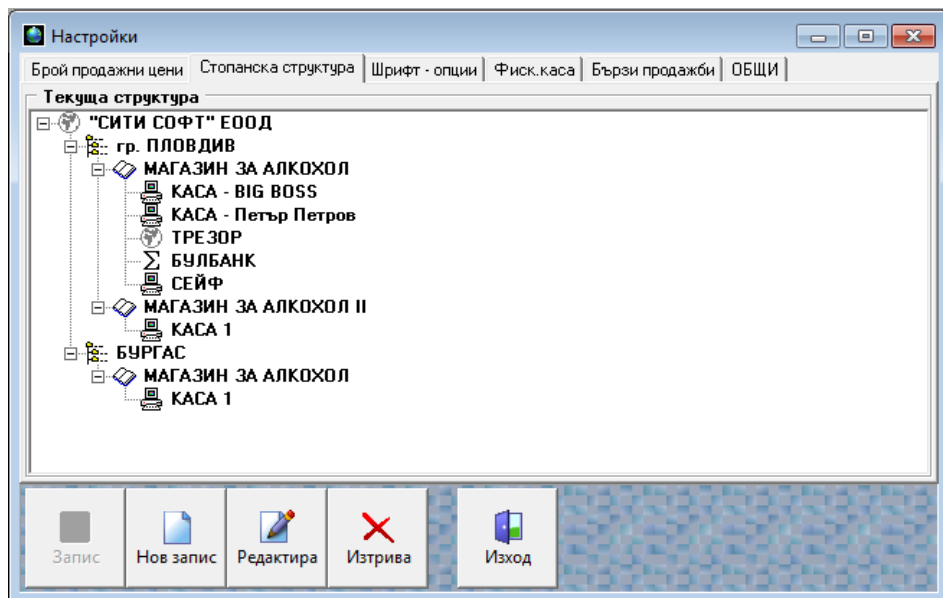 Настройки
Брой продажни цени Стопанска структура Шрифт - опции Фиск.каса Бързи продажби ОБЩИ
Текуща структура
"СИТИ СОФТ" ЕООД
гр. ПЛОВДИВ
МАГАЗИН ЗА АЛКОХОЛ
КАСА - BIG BOSS
КАСА - Петър Петров
ТРЕЗОР
БУЛБАНК
СЕЙФ
МАГАЗИН ЗА АЛКОХОЛ II
КАСА 1
БУРГАС
МАГАЗИН ЗА АЛКОХОЛ
КАСА 1
Запис Нов запис Редактира Изтрива Изход